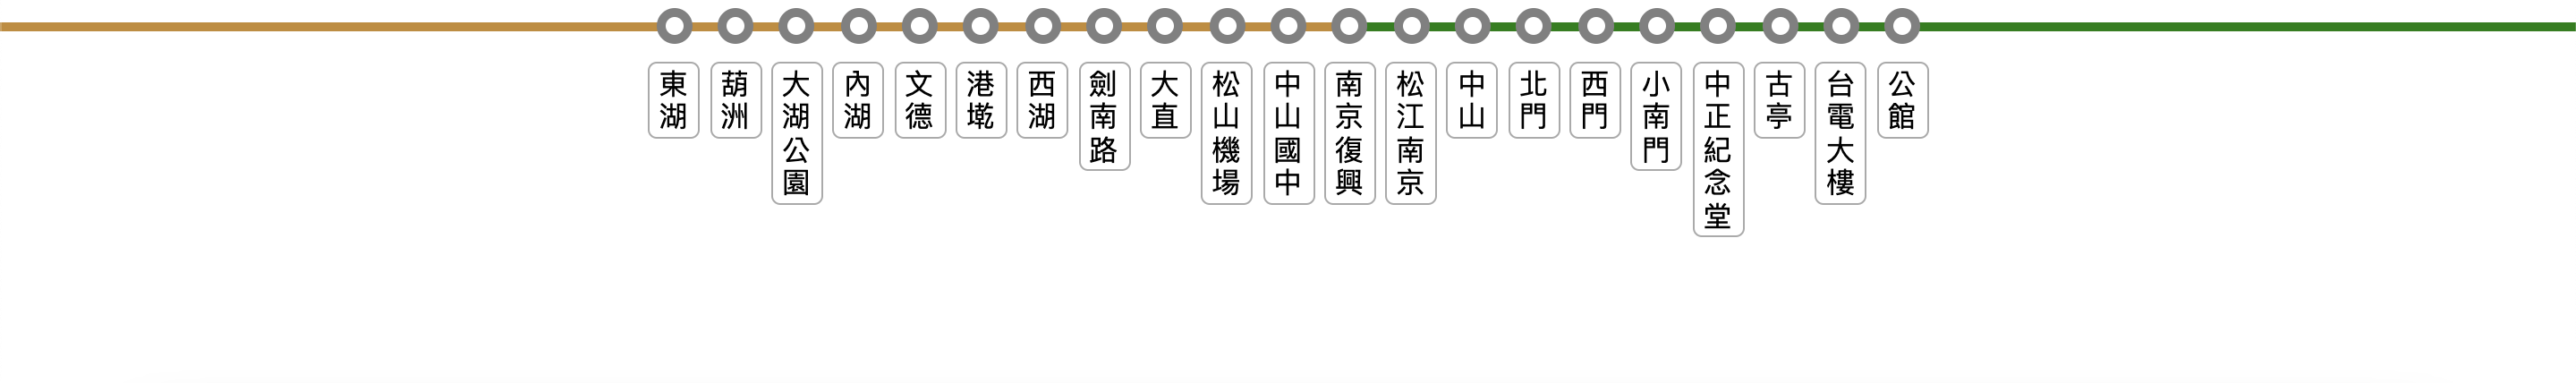 東湖
葫洲
大湖公園
內湖
文德
港墘
西湖
劍南路
大直
松山機場
中山國中
南京復興
松江南京
中山
北門
西門
小南門
中正紀念堂
古亭
台電大樓
公館